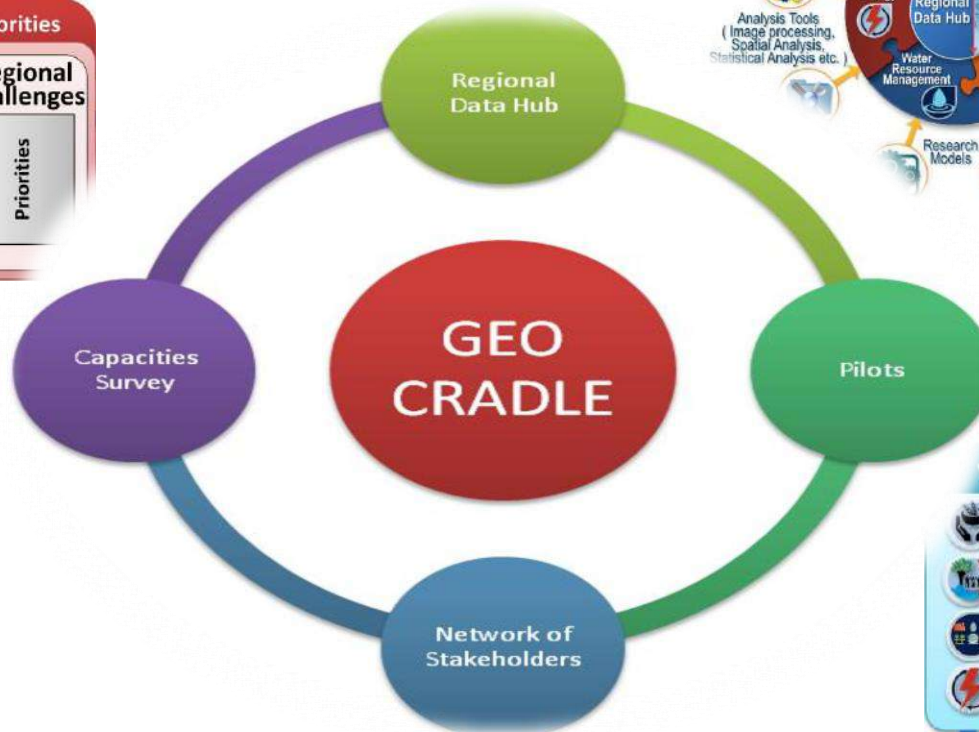 egional
allenges
Priorities
Analysis Tools
( Image processing,
Spatial Analysis,
Statistical Analysis etc. )
Regional
Data Hub
Water
Resource
Management
Research
Models
Regional
Data Hub
Capacities
Survey
GEO
CRADLE
Pilots
Network of
Stakeholders